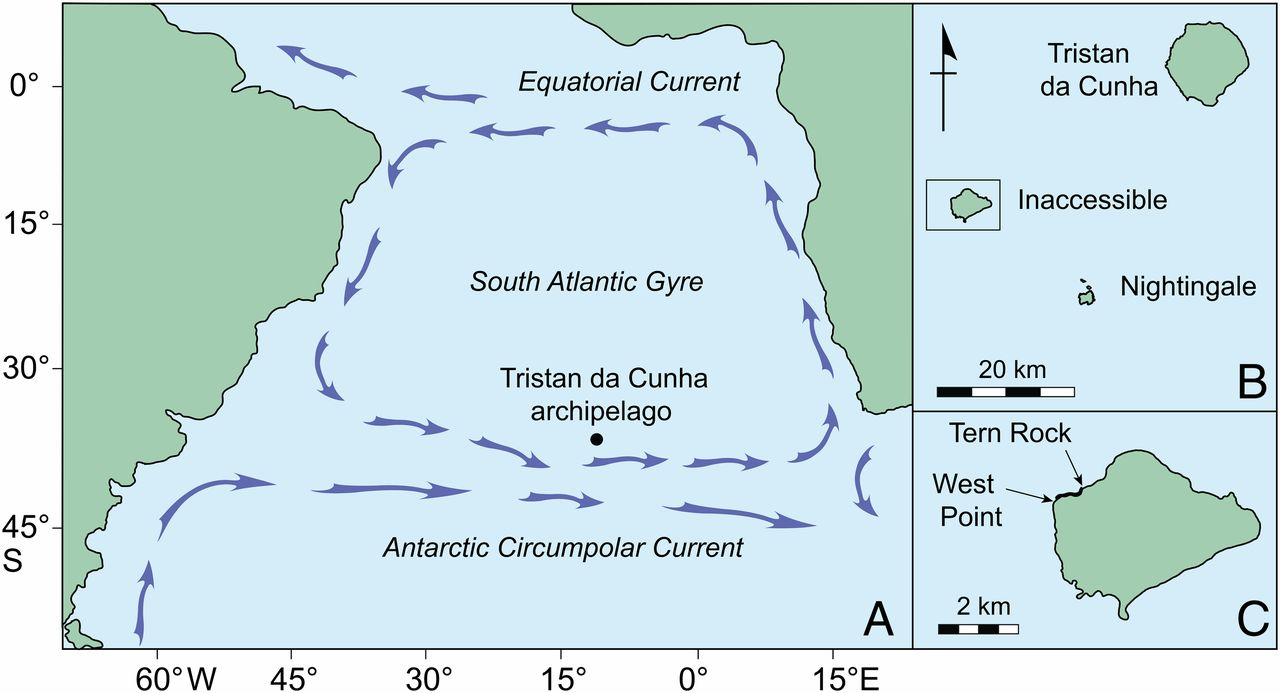 0°
15°
30°
45°
S
60°W
45°
30°
15°
0°
15°E
Equatorial Current
South Atlantic Gyre
Tristan da Cunha
archipelago
Antarctic Circumpolar Current
A
Tristan
da Cunha
Inaccessible
Nightingale
20 km
B
Tern Rock
West
Point
2 km
C